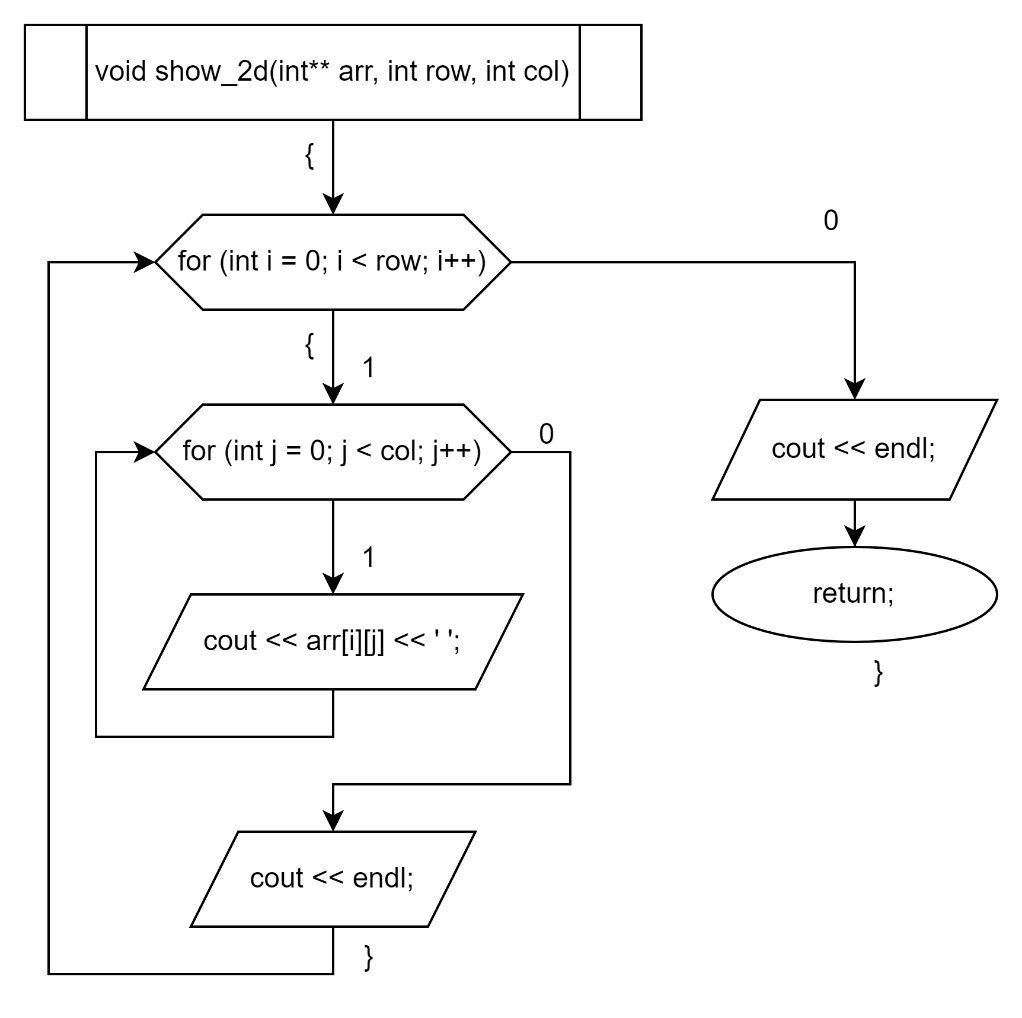 void show_2d(int** arr, int row, int col)
{
for (int i = 0; i < row; i++)
0
{
1
for (int j = 0; j < col; j++)
0
1
cout << arr[i][j] << ' ';
cout << endl;
}
cout << endl;
return;
}